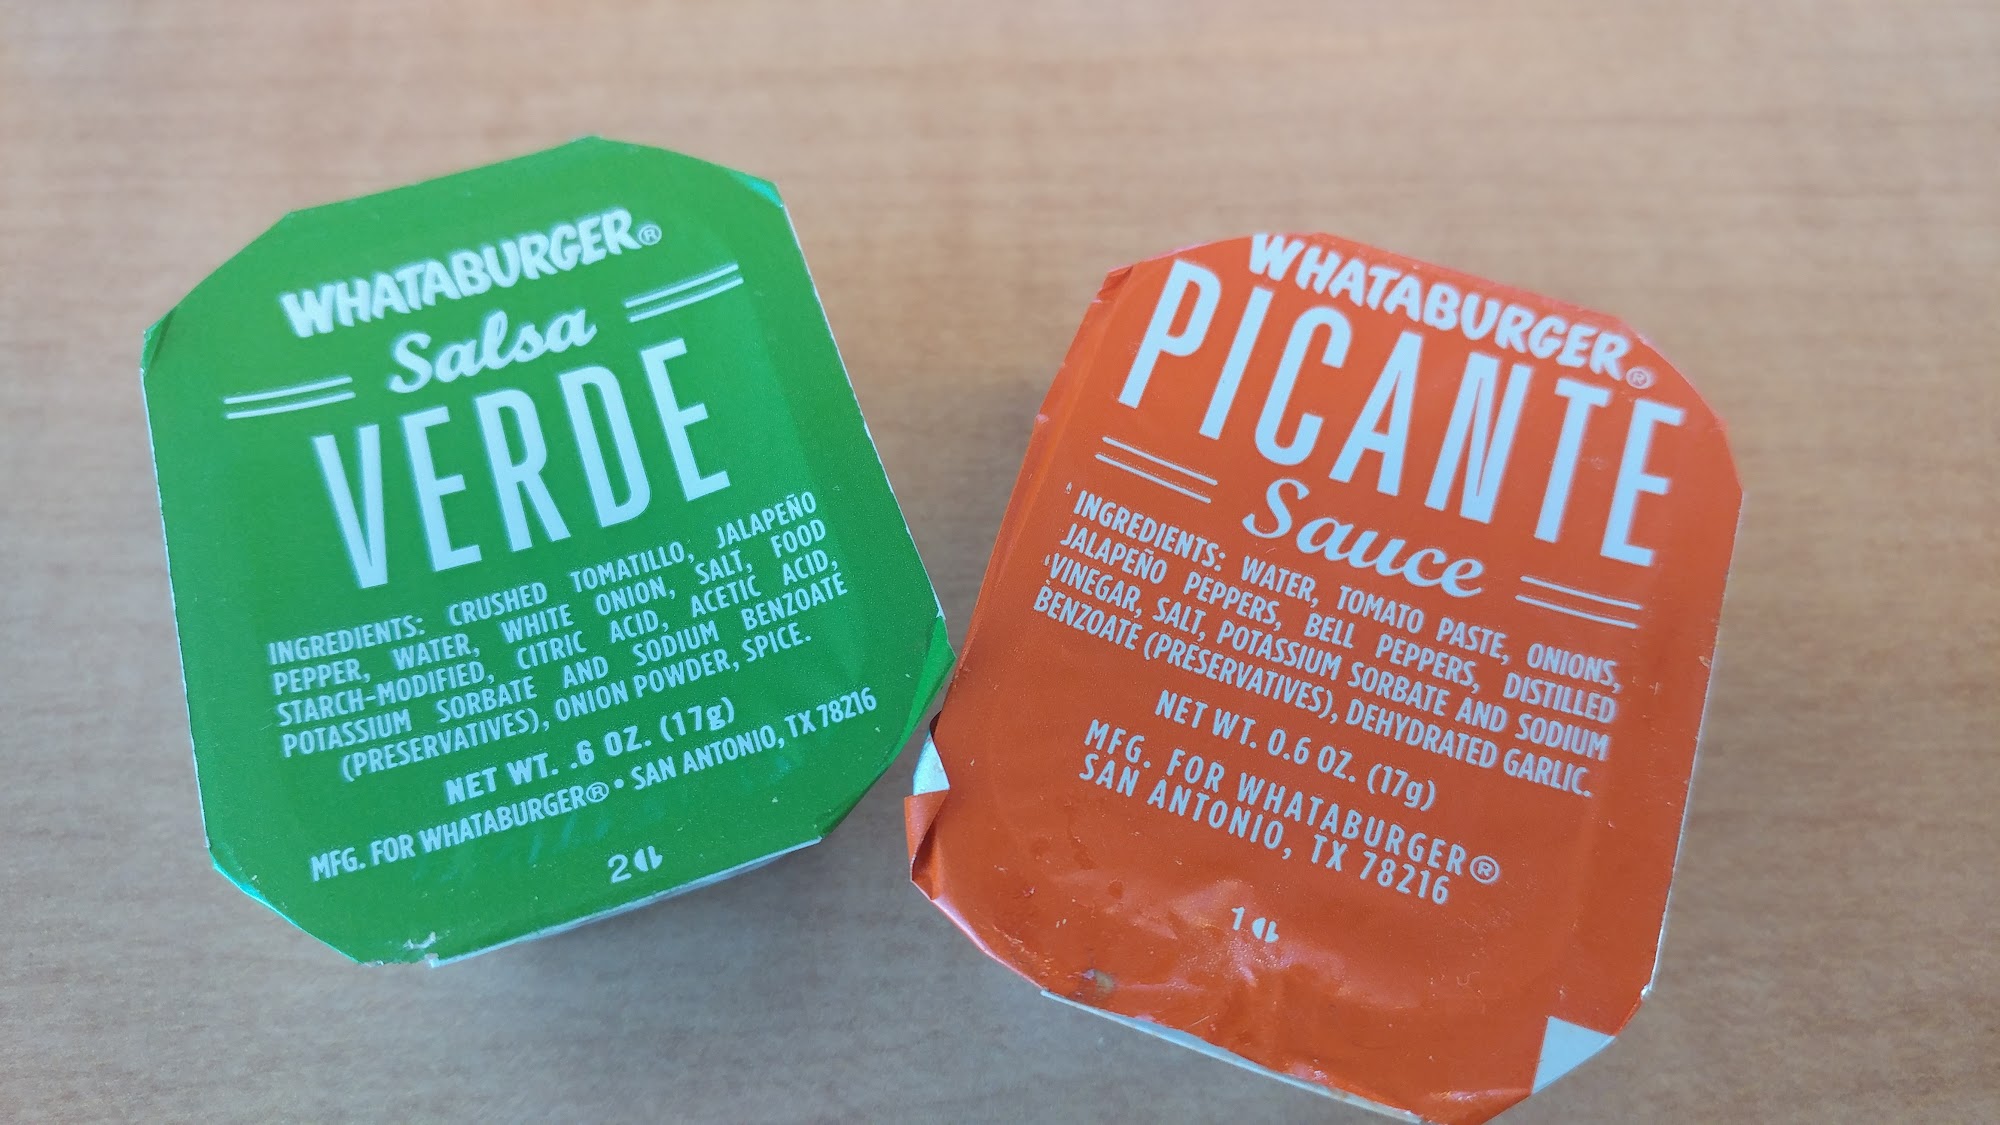 WHATABURGER®
Salsa
VERDE
INGREDIENTS: CRUSHED TOMATILLO, JALAPEÑO
PEPPER, WATER, WHITE ONION, SALT, FOOD
STARCH-MODIFIED, CITRIC ACID, ACETIC ACID,
POTASSIUM SORBATE AND SODIUM BENZOATE
(PRESERVATIVES), ONION POWDER, SPICE.
NET WT. .6 OZ. (17g)
MFG. FOR WHATABURGER® • SAN ANTONIO, TX 78216
2
WHATABURGER®
PICANTE
Sauce
INGREDIENTS: WATER, TOMATO PASTE, ONIONS,
JALAPEÑO PEPPERS, BELL PEPPERS, DISTILLED
VINEGAR, SALT, POTASSIUM SORBATE AND SODIUM
BENZOATE (PRESERVATIVES), DEHYDRATED GARLIC.
NET WT. 0.6 OZ. (17g)
MFG. FOR WHATABURGER®
SAN ANTONIO, TX 78216
1